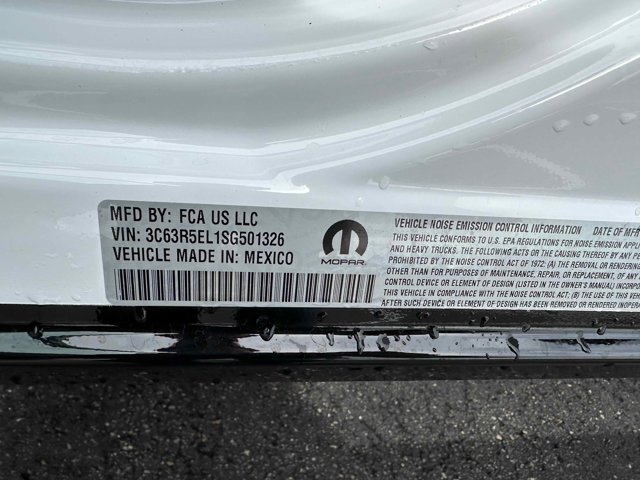 MFD BY: FCA US LLC
VIN: 3C63R5EL1SG501326
VEHICLE MADE IN: MEXICO
MOPAR
VEHICLE NOISE EMISSION CONTROL INFORMATION DATE OF MFR
THIS VEHICLE CONFORMS TO U.S. EPA REGULATIONS FOR NOISE EMISSION
AND HEAVY TRUCKS. THE FOLLOWING ACTS OR THE CAUSING THEREOF BY ANY
PROHIBITED BY THE NOISE CONTROL ACT OF 1972: (A) THE REMOVAL OR RENDERING
OTHER THAN FOR PURPOSES OF MAINTENANCE, REPAIR, OR REPLACEMENT, OF
CONTROL DEVICE OR ELEMENT OF DESIGN (LISTED IN THE OWNER'S MANUAL)
THIS VEHICLE IN COMPLIANCE WITH THE NOISE CONTROL ACT; (B) THE USE OF THIS
AFTER SUCH DEVICE OR ELEMENT OF DESIGN HAS BEEN REMOVED OR RENDERED